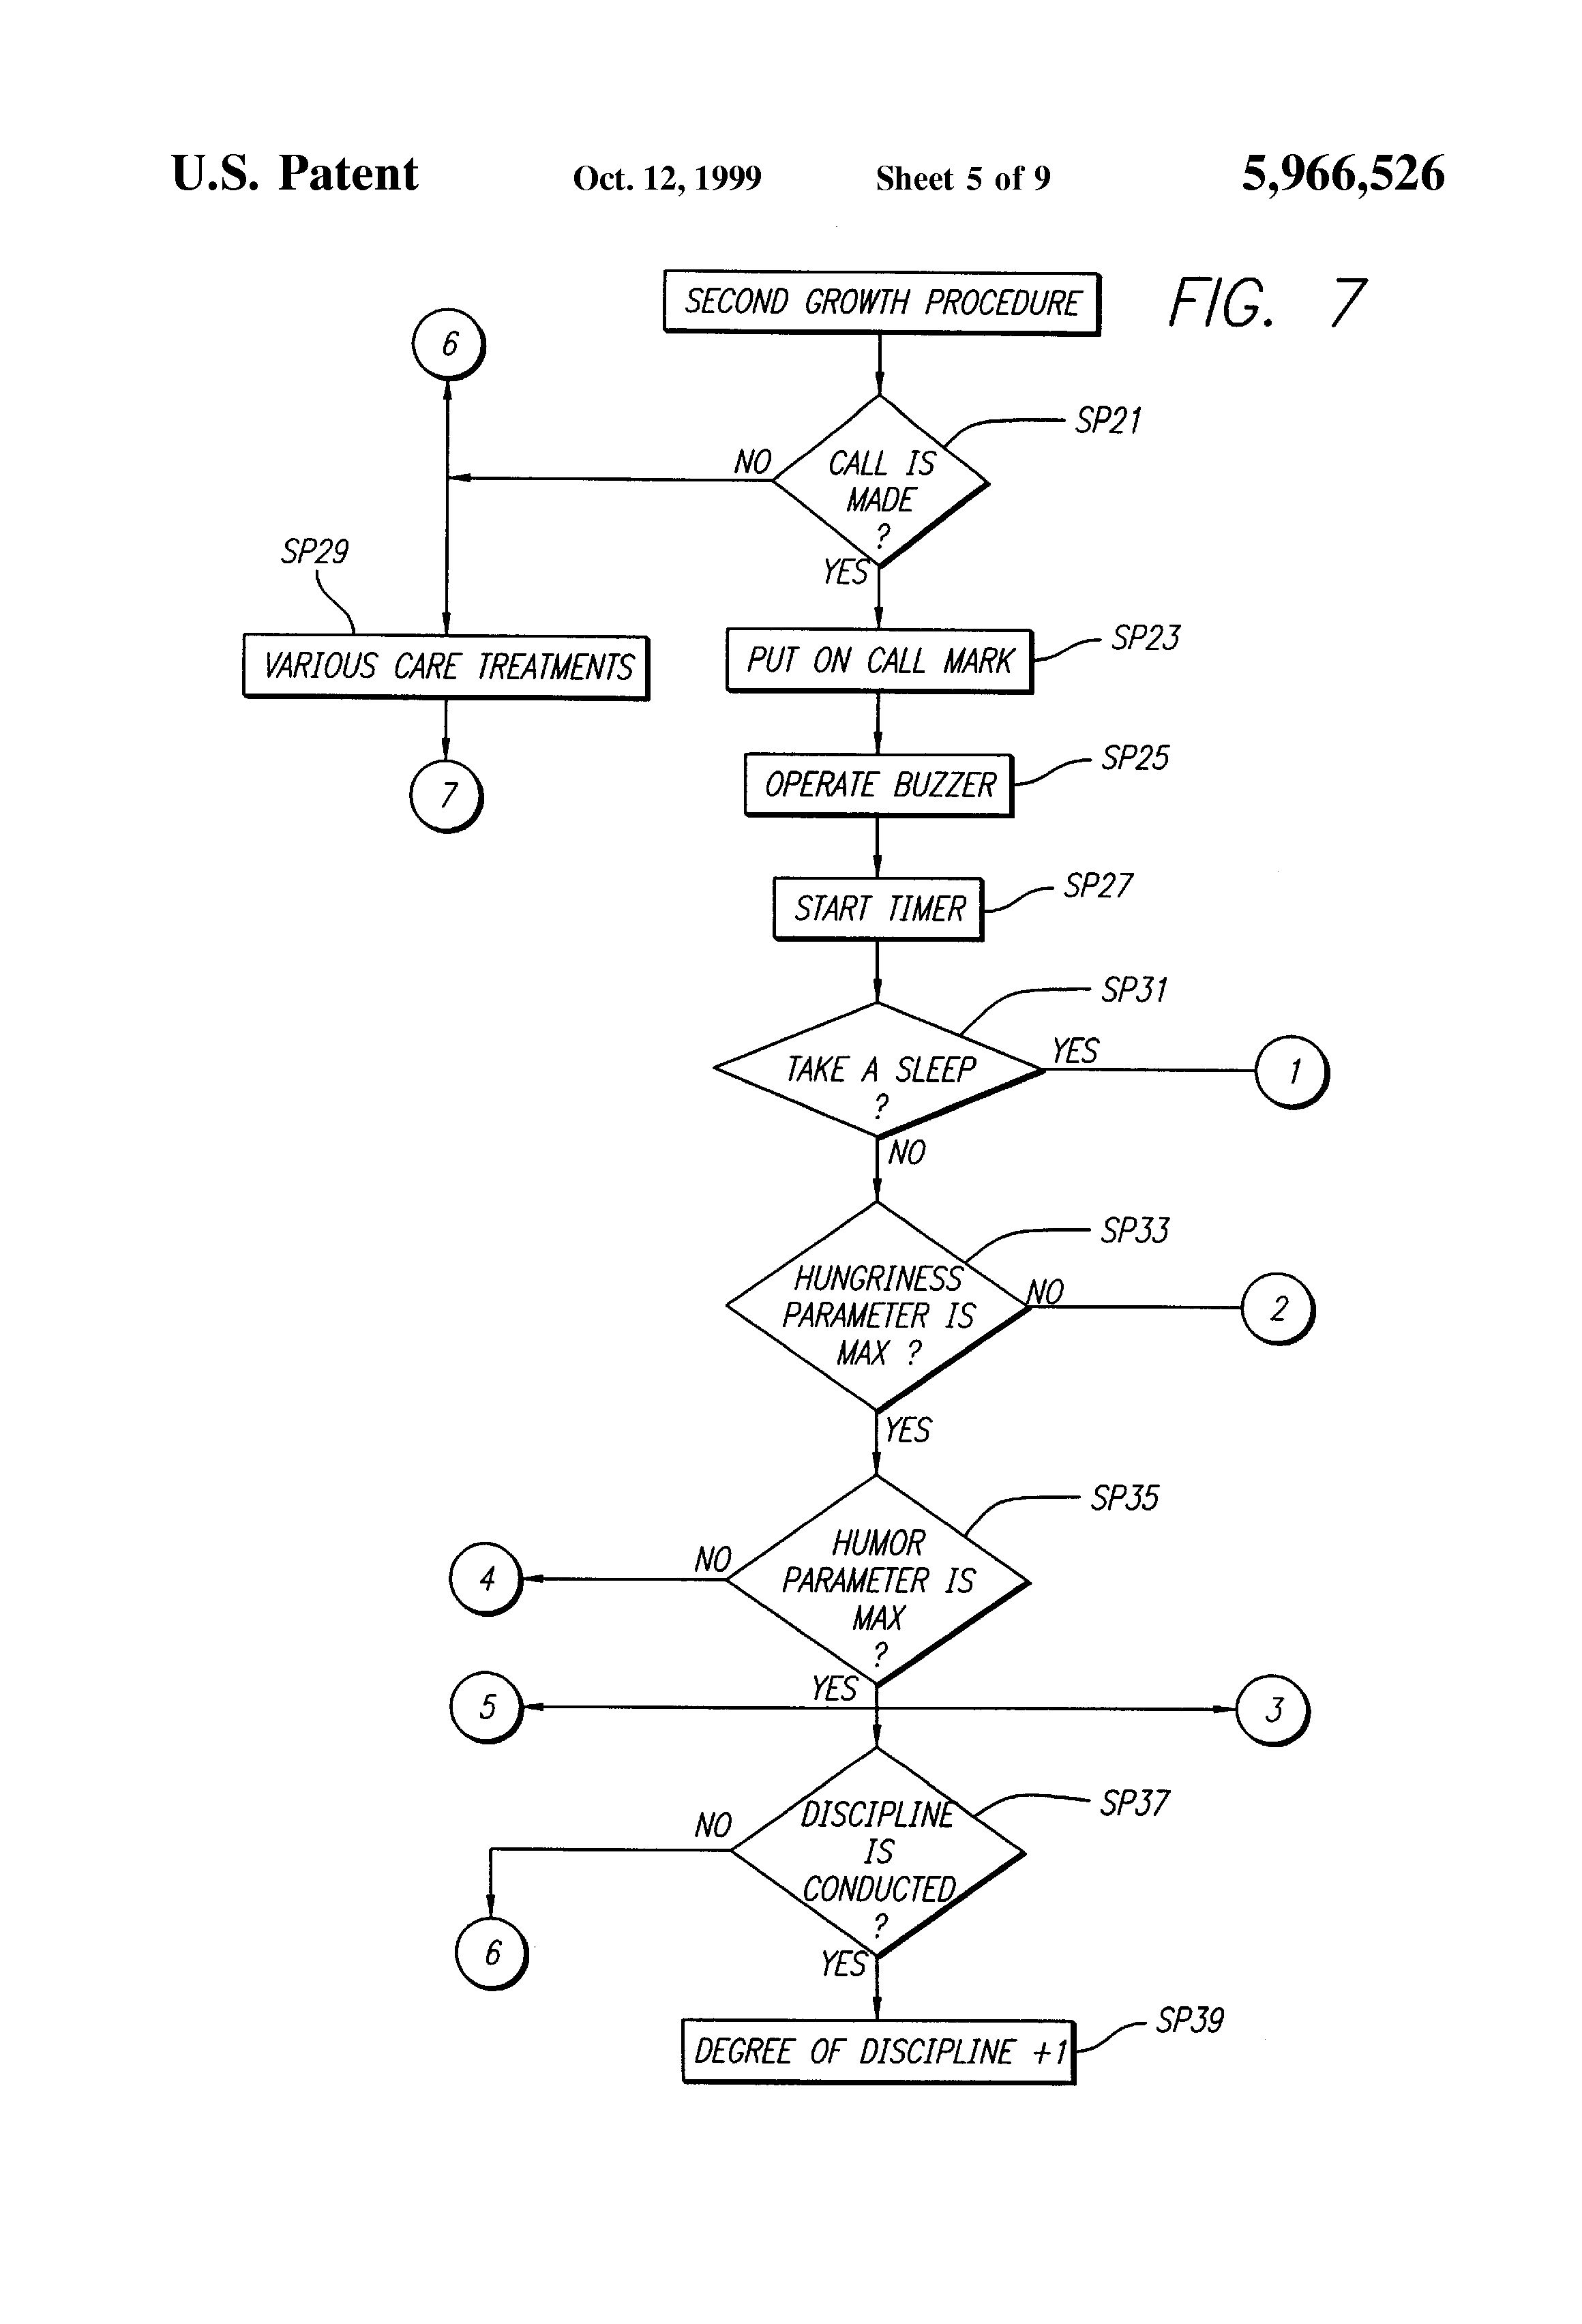 U.S. Patent Oct. 12, 1999 Sheet 5 of 9 5,966,526
FIG. 7
SECOND GROWTH PROCEDURE
6
SP21
CALL IS
MADE
?
NO
YES
SP29
VARIOUS CARE TREATMENTS
7
SP23
PUT ON CALL MARK
SP25
OPERATE BUZZER
SP27
START TIMER
SP31
TAKE A SLEEP
?
YES
1
NO
SP33
HUNGRINESS
PARAMETER IS
MAX ?
NO
2
YES
SP35
HUMOR
PARAMETER IS
MAX
?
NO
4
YES
5
3
SP37
DISCIPLINE
IS
CONDUCTED
?
NO
6
YES
SP39
DEGREE OF DISCIPLINE +1